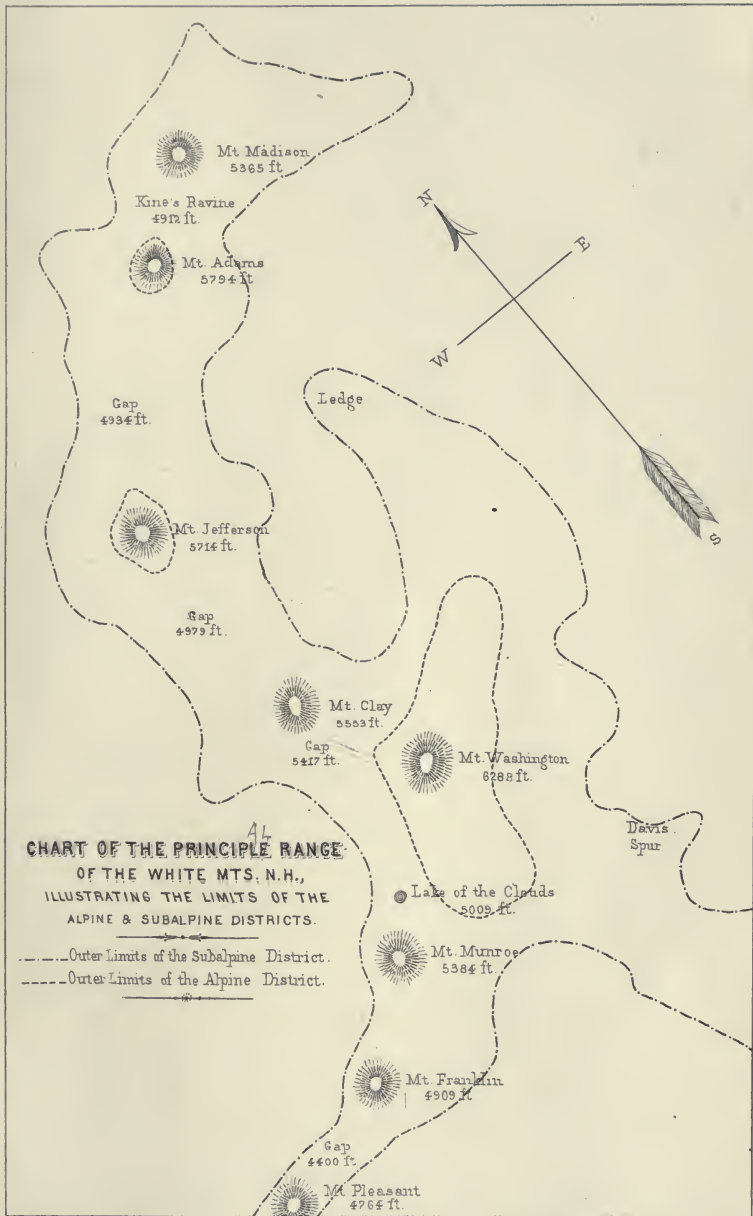 Mt. Madison
5365 ft.
Kine's Ravine
4912 ft.
Mt. Adams
5794 ft
N
E
W
S
Gap
4934 ft.
Ledge
Mt. Jefferson
5714 ft.
Gap
4979 ft.
Mt. Clay
5553 ft.
Gap
5417 ft.
Mt. Washington
6288 ft.
Davis
Spur
AL
CHART OF THE PRINCIPLE RANGE
OF THE WHITE MTS. N.H.,
ILLUSTRATING THE LIMITS OF THE
ALPINE & SUBALPINE DISTRICTS.
Outer Limits of the Subalpine District.
Outer Limits of the Alpine District.
Lake of the Clouds
5009 ft.
Mt. Munroe
5384 ft.
Mt. Franklin
4909 ft
Gap
4400 ft
Mt Pleasant
4764 ft.